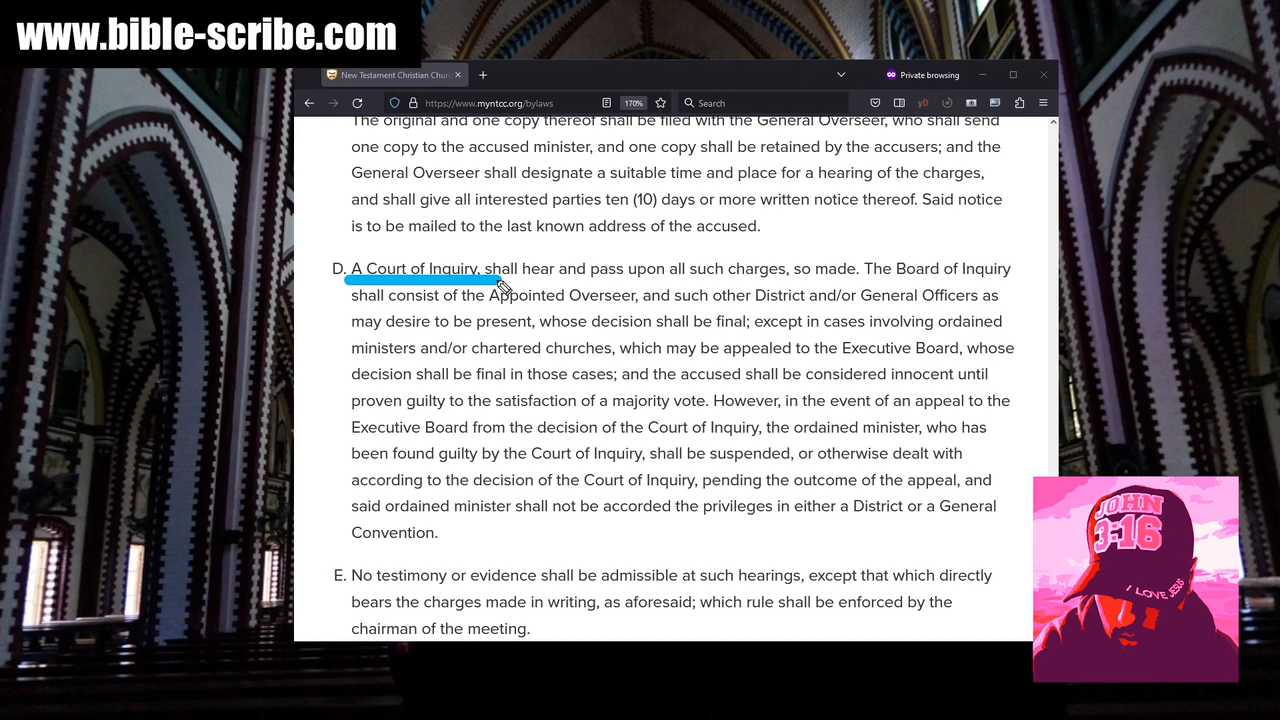 www.bible-scribe.com
New Testament Christian Chur
Private browsing
https://www.myntcc.org/bylaws
170%
Search
The original and one copy thereof shall be filed with the General Overseer, who shall send
one copy to the accused minister, and one copy shall be retained by the accusers; and the
General Overseer shall designate a suitable time and place for a hearing of the charges,
and shall give all interested parties ten (10) days or more written notice thereof. Said notice
is to be mailed to the last known address of the accused.
D. A Court of Inquiry, shall hear and pass upon all such charges, so made. The Board of Inquiry
shall consist of the Appointed Overseer, and such other District and/or General Officers as
may desire to be present, whose decision shall be final; except in cases involving ordained
ministers and/or chartered churches, which may be appealed to the Executive Board, whose
decision shall be final in those cases; and the accused shall be considered innocent until
proven guilty to the satisfaction of a majority vote. However, in the event of an appeal to the
Executive Board from the decision of the Court of Inquiry, the ordained minister, who has
been found guilty by the Court of Inquiry, shall be suspended, or otherwise dealt with
according to the decision of the Court of Inquiry, pending the outcome of the appeal, and
said ordained minister shall not be accorded the privileges in either a District or a General
Convention.
E. No testimony or evidence shall be admissible at such hearings, except that which directly
bears the charges made in writing, as aforesaid; which rule shall be enforced by the
chairman of the meeting.
JOHN
3:16
I LOVE JESUS